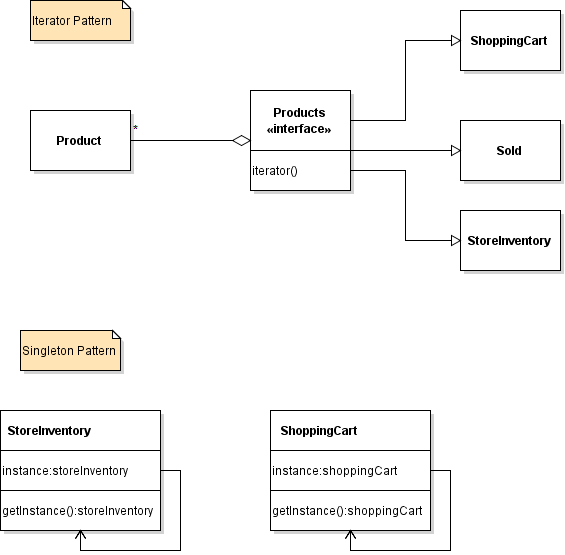 Iterator Pattern
ShoppingCart
Products
«interface»
Product
*
Sold
iterator()
StoreInventory
Singleton Pattern
StoreInventory
ShoppingCart
instance:storeInventory
instance:shoppingCart
getInstance():storeInventory
getInstance():shoppingCart